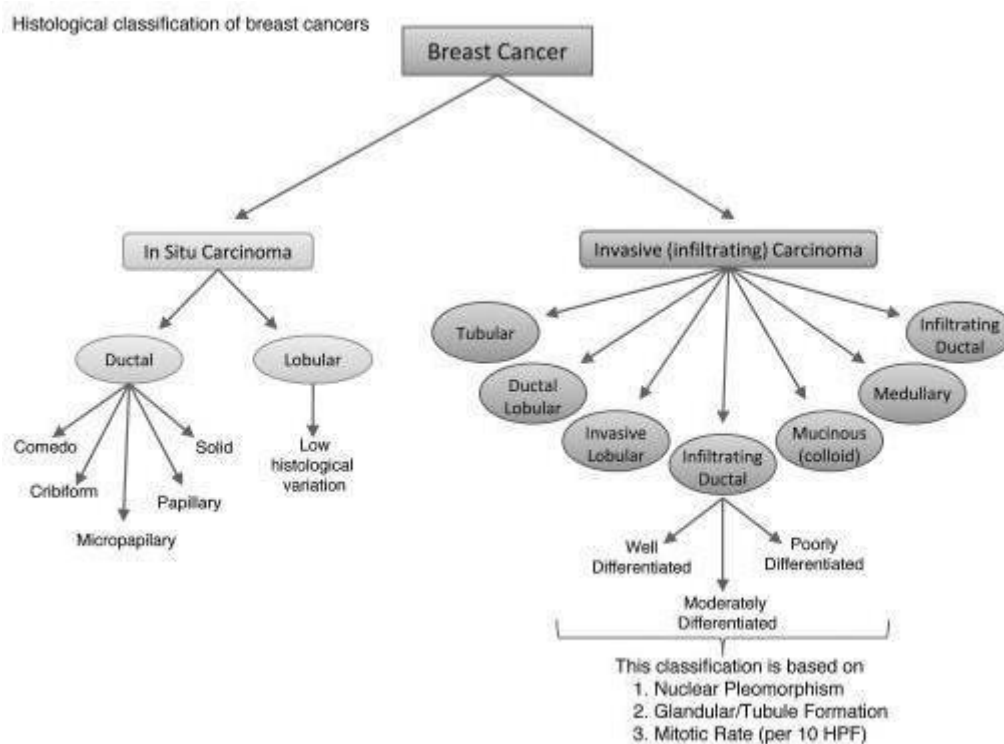 Histological classification of breast cancers
Breast Cancer
In Situ Carcinoma
Invasive (infiltrating) Carcinoma
Ductal
Lobular
Comedo
Cribiform
Micropapilary
Papillary
Solid
Low
histological
variation
Tubular
Ductal
Lobular
Invasive
Lobular
Infiltrating
Ductal
Mucinous
(colloid)
Medullary
Infiltrating
Ductal
Well
Differentiated
Moderately
Differentiated
Poorly
Differentiated
This classification is based on
1. Nuclear Pleomorphism
2. Glandular/Tubule Formation
3. Mitotic Rate (per 10 HPF)